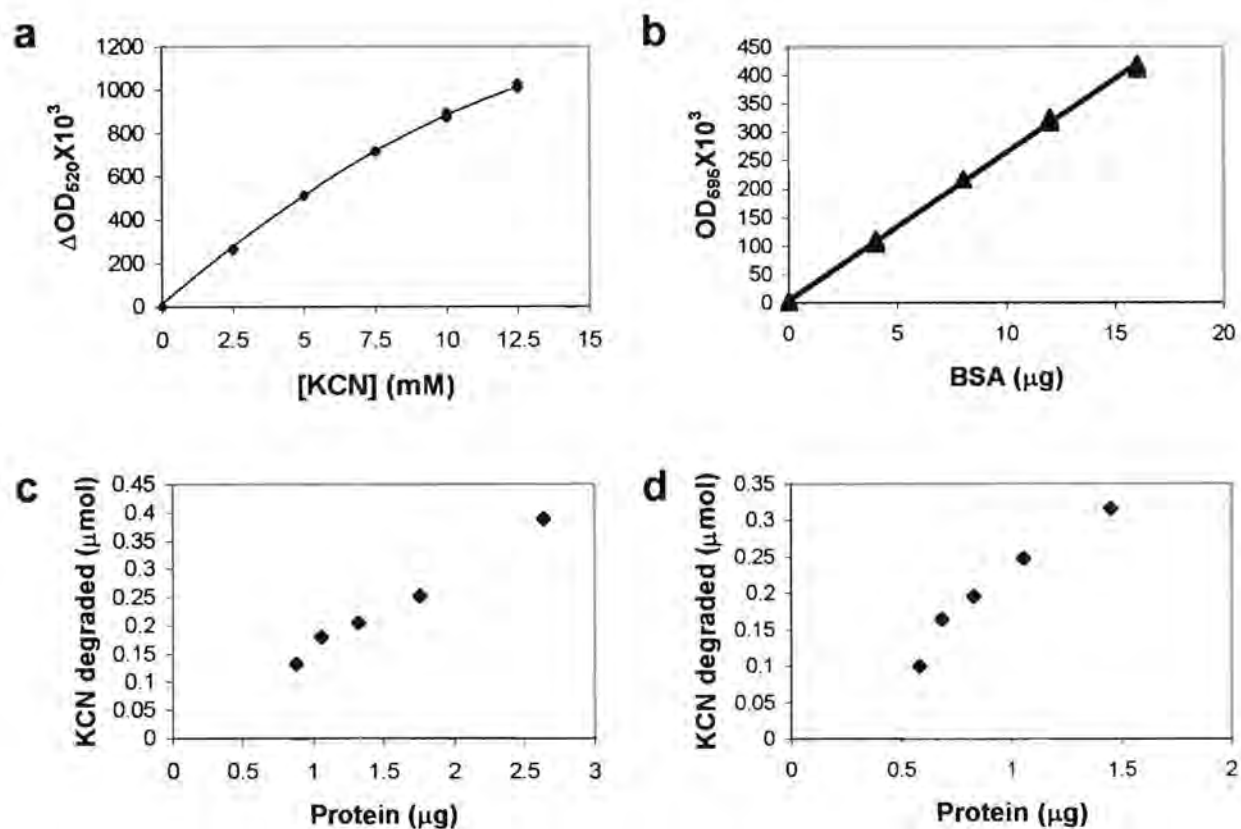 a
1200
1000
800
600
400
200
0
0 2.5 5 7.5 10 12.5 15
ΔOD₅₂₀X10³
[KCN] (mM)
b
450
400
350
300
250
200
150
100
50
0
0 5 10 15 20
OD₅₉₅X10³
BSA (μg)
c
0.45
0.4
0.35
0.3
0.25
0.2
0.15
0.1
0.05
0
0 0.5 1 1.5 2 2.5 3
KCN degraded (μmol)
Protein (μg)
d
0.35
0.3
0.25
0.2
0.15
0.1
0.05
0
0 0.5 1 1.5 2
KCN degraded (μmol)
Protein (μg)